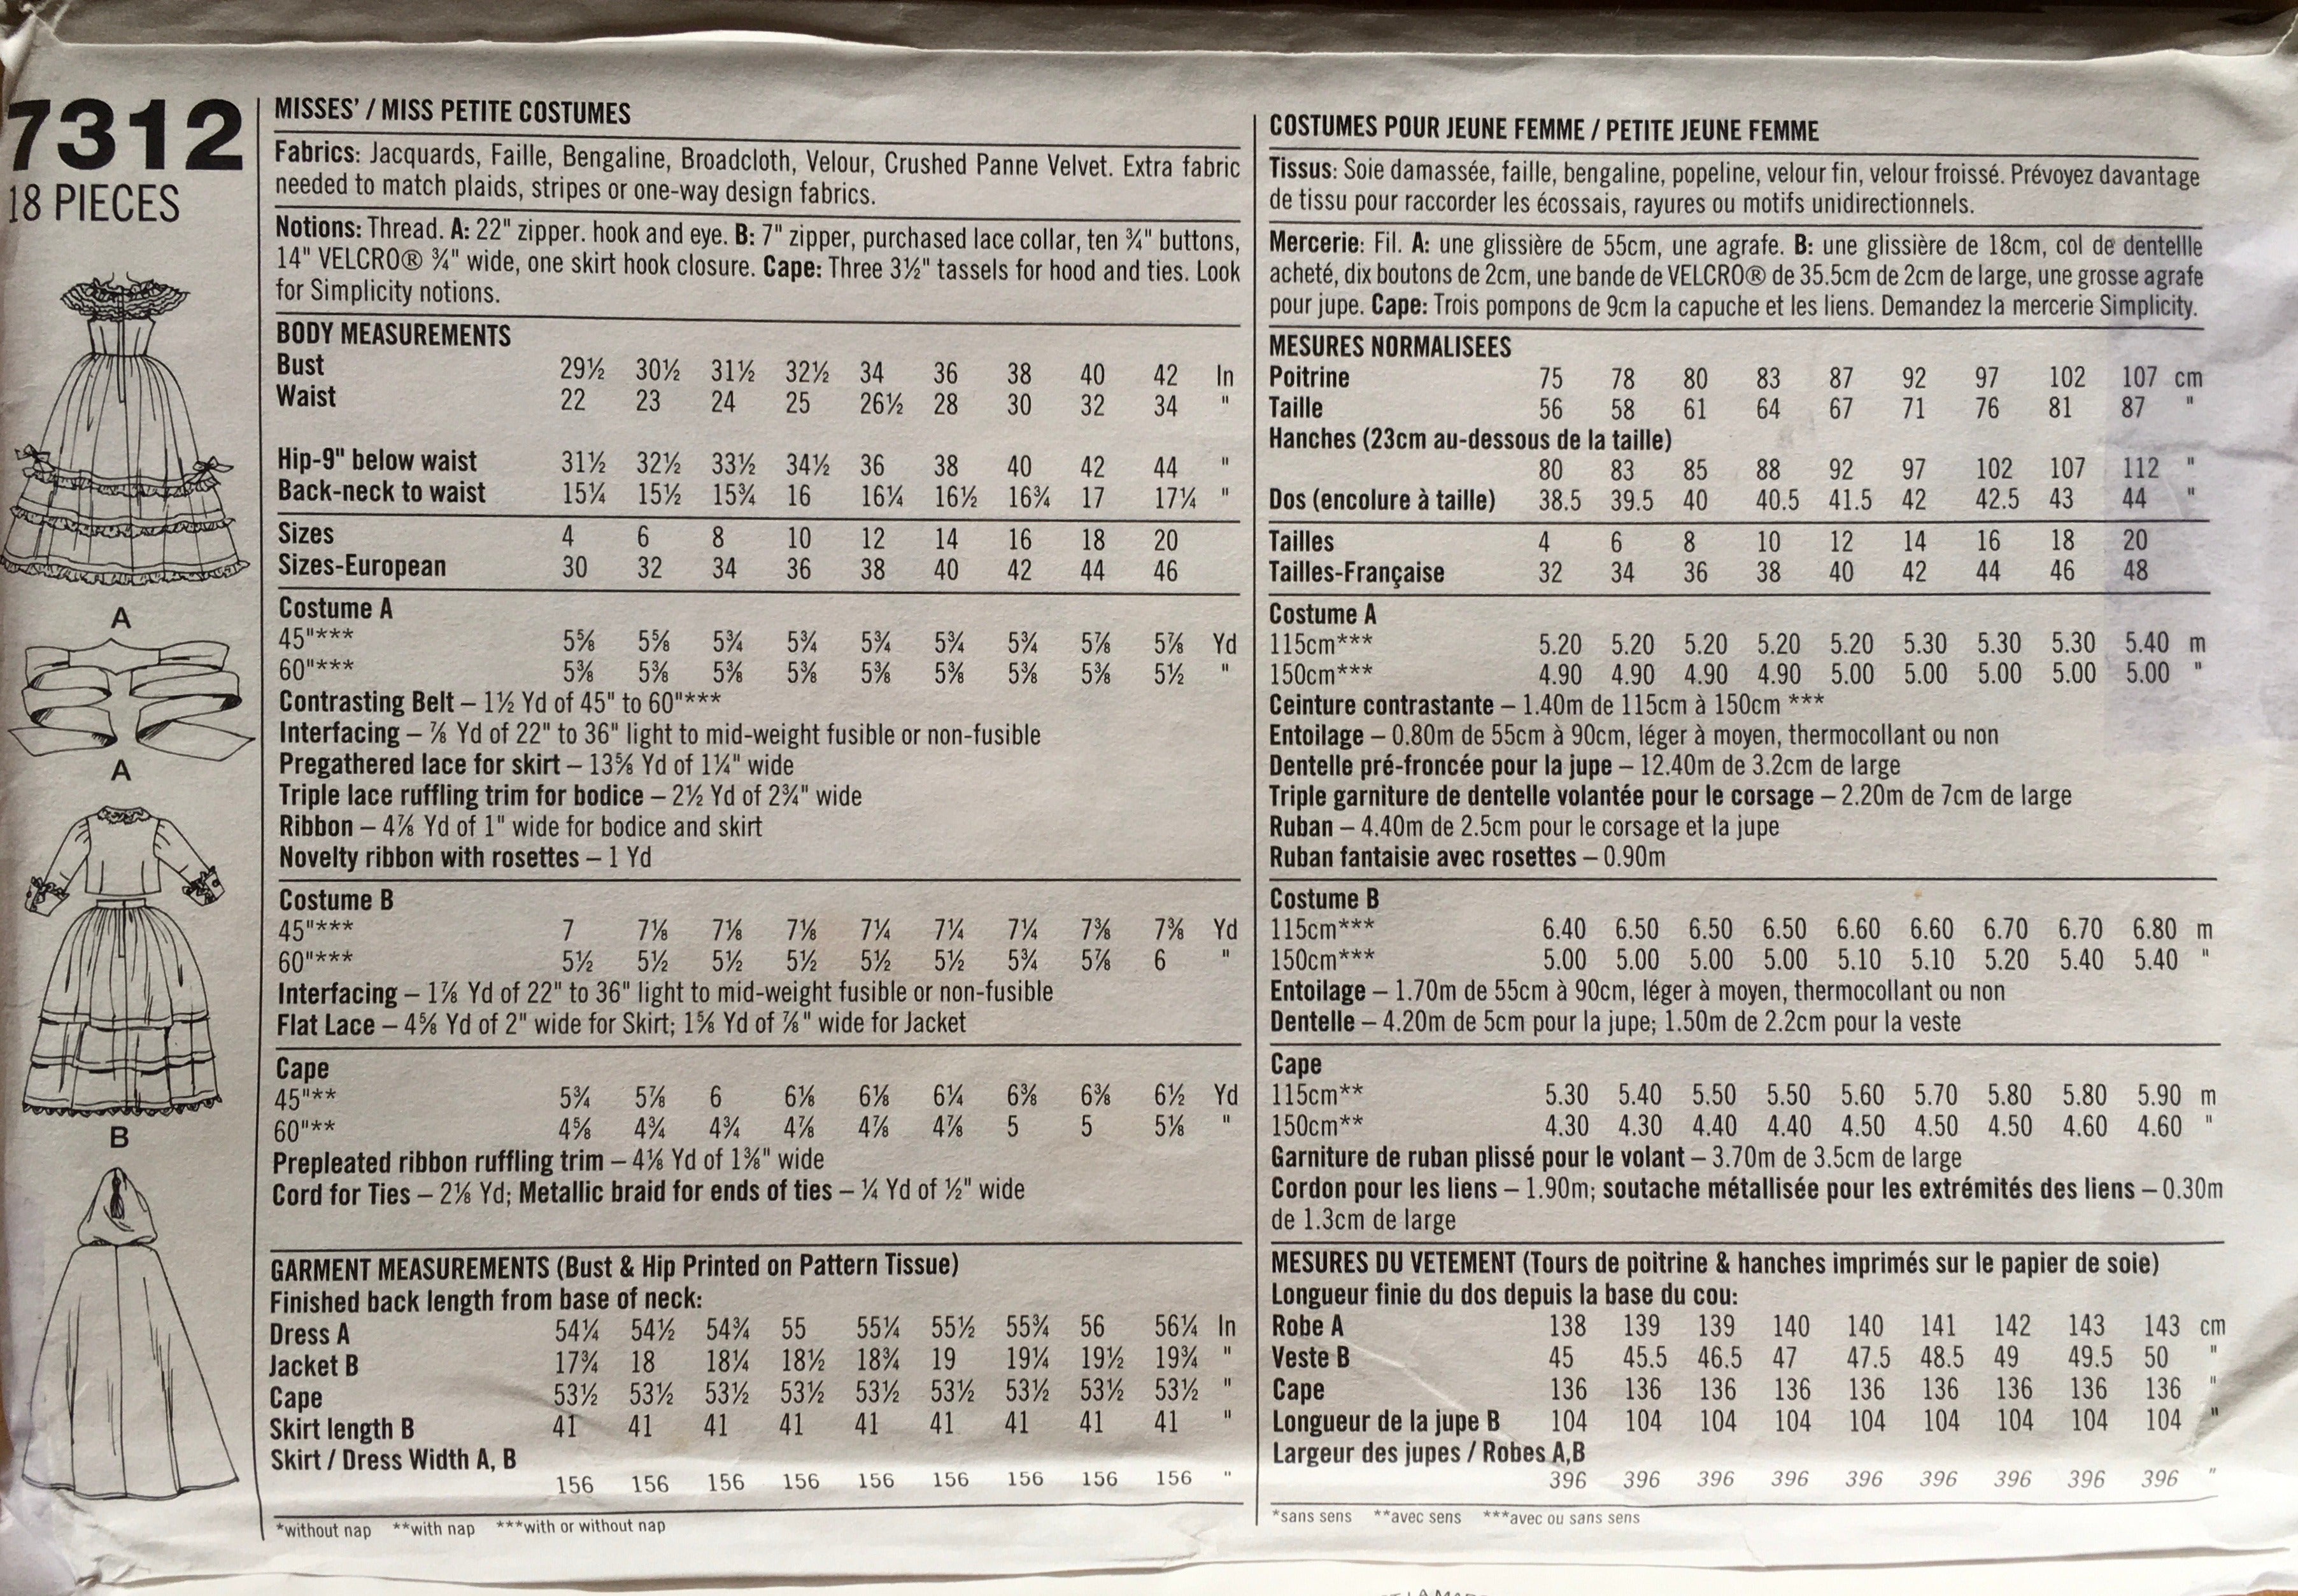 7312
18 PIECES
A
A
B
MISSES' / MISS PETITE COSTUMES
Fabrics: Jacquards, Faille, Bengaline, Broadcloth, Velour, Crushed Panne Velvet. Extra fabric
needed to match plaids, stripes or one-way design fabrics.
Notions: Thread. A: 22" zipper. hook and eye. B: 7" zipper, purchased lace collar, ten ¾" buttons,
14" VELCRO® ¾" wide, one skirt hook closure. Cape: Three 3½" tassels for hood and ties. Look
for Simplicity notions.
BODY MEASUREMENTS
Bust 29½ 30½ 31½ 32½ 34 36 38 40 42 In
Waist 22 23 24 25 26½ 28 30 32 34 "
Hip-9" below waist 31½ 32½ 33½ 34½ 36 38 40 42 44 "
Back-neck to waist 15¼ 15½ 15¾ 16 16¼ 16½ 16¾ 17 17¼ "
Sizes 4 6 8 10 12 14 16 18 20
Sizes-European 30 32 34 36 38 40 42 44 46
Costume A
45"*** 5⅝ 5⅝ 5¾ 5¾ 5¾ 5¾ 5¾ 5⅞ 5⅞ Yd
60"*** 5⅜ 5⅜ 5⅜ 5⅜ 5⅜ 5⅜ 5⅜ 5⅜ 5½ "
Contrasting Belt – 1½ Yd of 45" to 60"***
Interfacing – ⅞ Yd of 22" to 36" light to mid-weight fusible or non-fusible
Pregathered lace for skirt – 13⅝ Yd of 1¼" wide
Triple lace ruffling trim for bodice – 2½ Yd of 2¾" wide
Ribbon – 4⅞ Yd of 1" wide for bodice and skirt
Novelty ribbon with rosettes – 1 Yd
Costume B
45"*** 7 7⅛ 7⅛ 7⅛ 7¼ 7¼ 7¼ 7⅜ 7⅜ Yd
60"*** 5½ 5½ 5½ 5½ 5½ 5½ 5¾ 5⅞ 6 "
Interfacing – 1⅞ Yd of 22" to 36" light to mid-weight fusible or non-fusible
Flat Lace – 4⅝ Yd of 2" wide for Skirt; 1⅝ Yd of ⅞" wide for Jacket
Cape
45"** 5¾ 5⅞ 6 6⅛ 6⅛ 6¼ 6⅜ 6⅜ 6½ Yd
60"** 4⅝ 4¾ 4¾ 4⅞ 4⅞ 4⅞ 5 5 5⅛ "
Prepleated ribbon ruffling trim – 4⅛ Yd of 1⅜" wide
Cord for Ties – 2⅛ Yd; Metallic braid for ends of ties – ¼ Yd of ½" wide
GARMENT MEASUREMENTS (Bust & Hip Printed on Pattern Tissue)
Finished back length from base of neck:
Dress A 54¼ 54½ 54¾ 55 55¼ 55½ 55¾ 56 56¼ In
Jacket B 17¾ 18 18¼ 18½ 18¾ 19 19¼ 19½ 19¾ "
Cape 53½ 53½ 53½ 53½ 53½ 53½ 53½ 53½ 53½ "
Skirt length B 41 41 41 41 41 41 41 41 41 "
Skirt / Dress Width A, B
156 156 156 156 156 156 156 156 156 "
*without nap **with nap ***with or without nap
COSTUMES POUR JEUNE FEMME / PETITE JEUNE FEMME
Tissus: Soie damassée, faille, bengaline, popeline, velour fin, velour froissé. Prévoyez davantage
de tissu pour raccorder les écossais, rayures ou motifs unidirectionnels.
Mercerie: Fil. A: une glissière de 55cm, une agrafe. B: une glissière de 18cm, col de dentellle
acheté, dix boutons de 2cm, une bande de VELCRO® de 35.5cm de 2cm de large, une grosse agrafe
pour jupe. Cape: Trois pompons de 9cm la capuche et les liens. Demandez la mercerie Simplicity.
MESURES NORMALISEES
Poitrine 75 78 80 83 87 92 97 102 107 cm
Taille 56 58 61 64 67 71 76 81 87 "
Hanches (23cm au-dessous de la taille)
80 83 85 88 92 97 102 107 112 "
Dos (encolure à taille) 38.5 39.5 40 40.5 41.5 42 42.5 43 44 "
Tailles 4 6 8 10 12 14 16 18 20
Tailles-Française 32 34 36 38 40 42 44 46 48
Costume A
115cm*** 5.20 5.20 5.20 5.20 5.20 5.30 5.30 5.30 5.40 m
150cm*** 4.90 4.90 4.90 4.90 5.00 5.00 5.00 5.00 5.00 "
Ceinture contrastante – 1.40m de 115cm à 150cm ***
Entoilage – 0.80m de 55cm à 90cm, léger à moyen, thermocollant ou non
Dentelle pré-froncée pour la jupe – 12.40m de 3.2cm de large
Triple garniture de dentelle volantée pour le corsage – 2.20m de 7cm de large
Ruban – 4.40m de 2.5cm pour le corsage et la jupe
Ruban fantaisie avec rosettes – 0.90m
Costume B
115cm*** 6.40 6.50 6.50 6.50 6.60 6.60 6.70 6.70 6.80 m
150cm*** 5.00 5.00 5.00 5.00 5.10 5.10 5.20 5.40 5.40 "
Entoilage – 1.70m de 55cm à 90cm, léger à moyen, thermocollant ou non
Dentelle – 4.20m de 5cm pour la jupe; 1.50m de 2.2cm pour la veste
Cape
115cm** 5.30 5.40 5.50 5.50 5.60 5.70 5.80 5.80 5.90 m
150cm** 4.30 4.30 4.40 4.40 4.50 4.50 4.50 4.60 4.60 "
Garniture de ruban plissé pour le volant – 3.70m de 3.5cm de large
Cordon pour les liens – 1.90m; soutache métallisée pour les extrémités des liens – 0.30m
de 1.3cm de large
MESURES DU VETEMENT (Tours de poitrine & hanches imprimés sur le papier de soie)
Longueur finie du dos depuis la base du cou:
Robe A 138 139 139 140 140 141 142 143 143 cm
Veste B 45 45.5 46.5 47 47.5 48.5 49 49.5 50 "
Cape 136 136 136 136 136 136 136 136 136 "
Longueur de la jupe B 104 104 104 104 104 104 104 104 104 "
Largeur des jupes / Robes A,B
396 396 396 396 396 396 396 396 396 "
*sans sens **avec sens ***avec ou sans sens